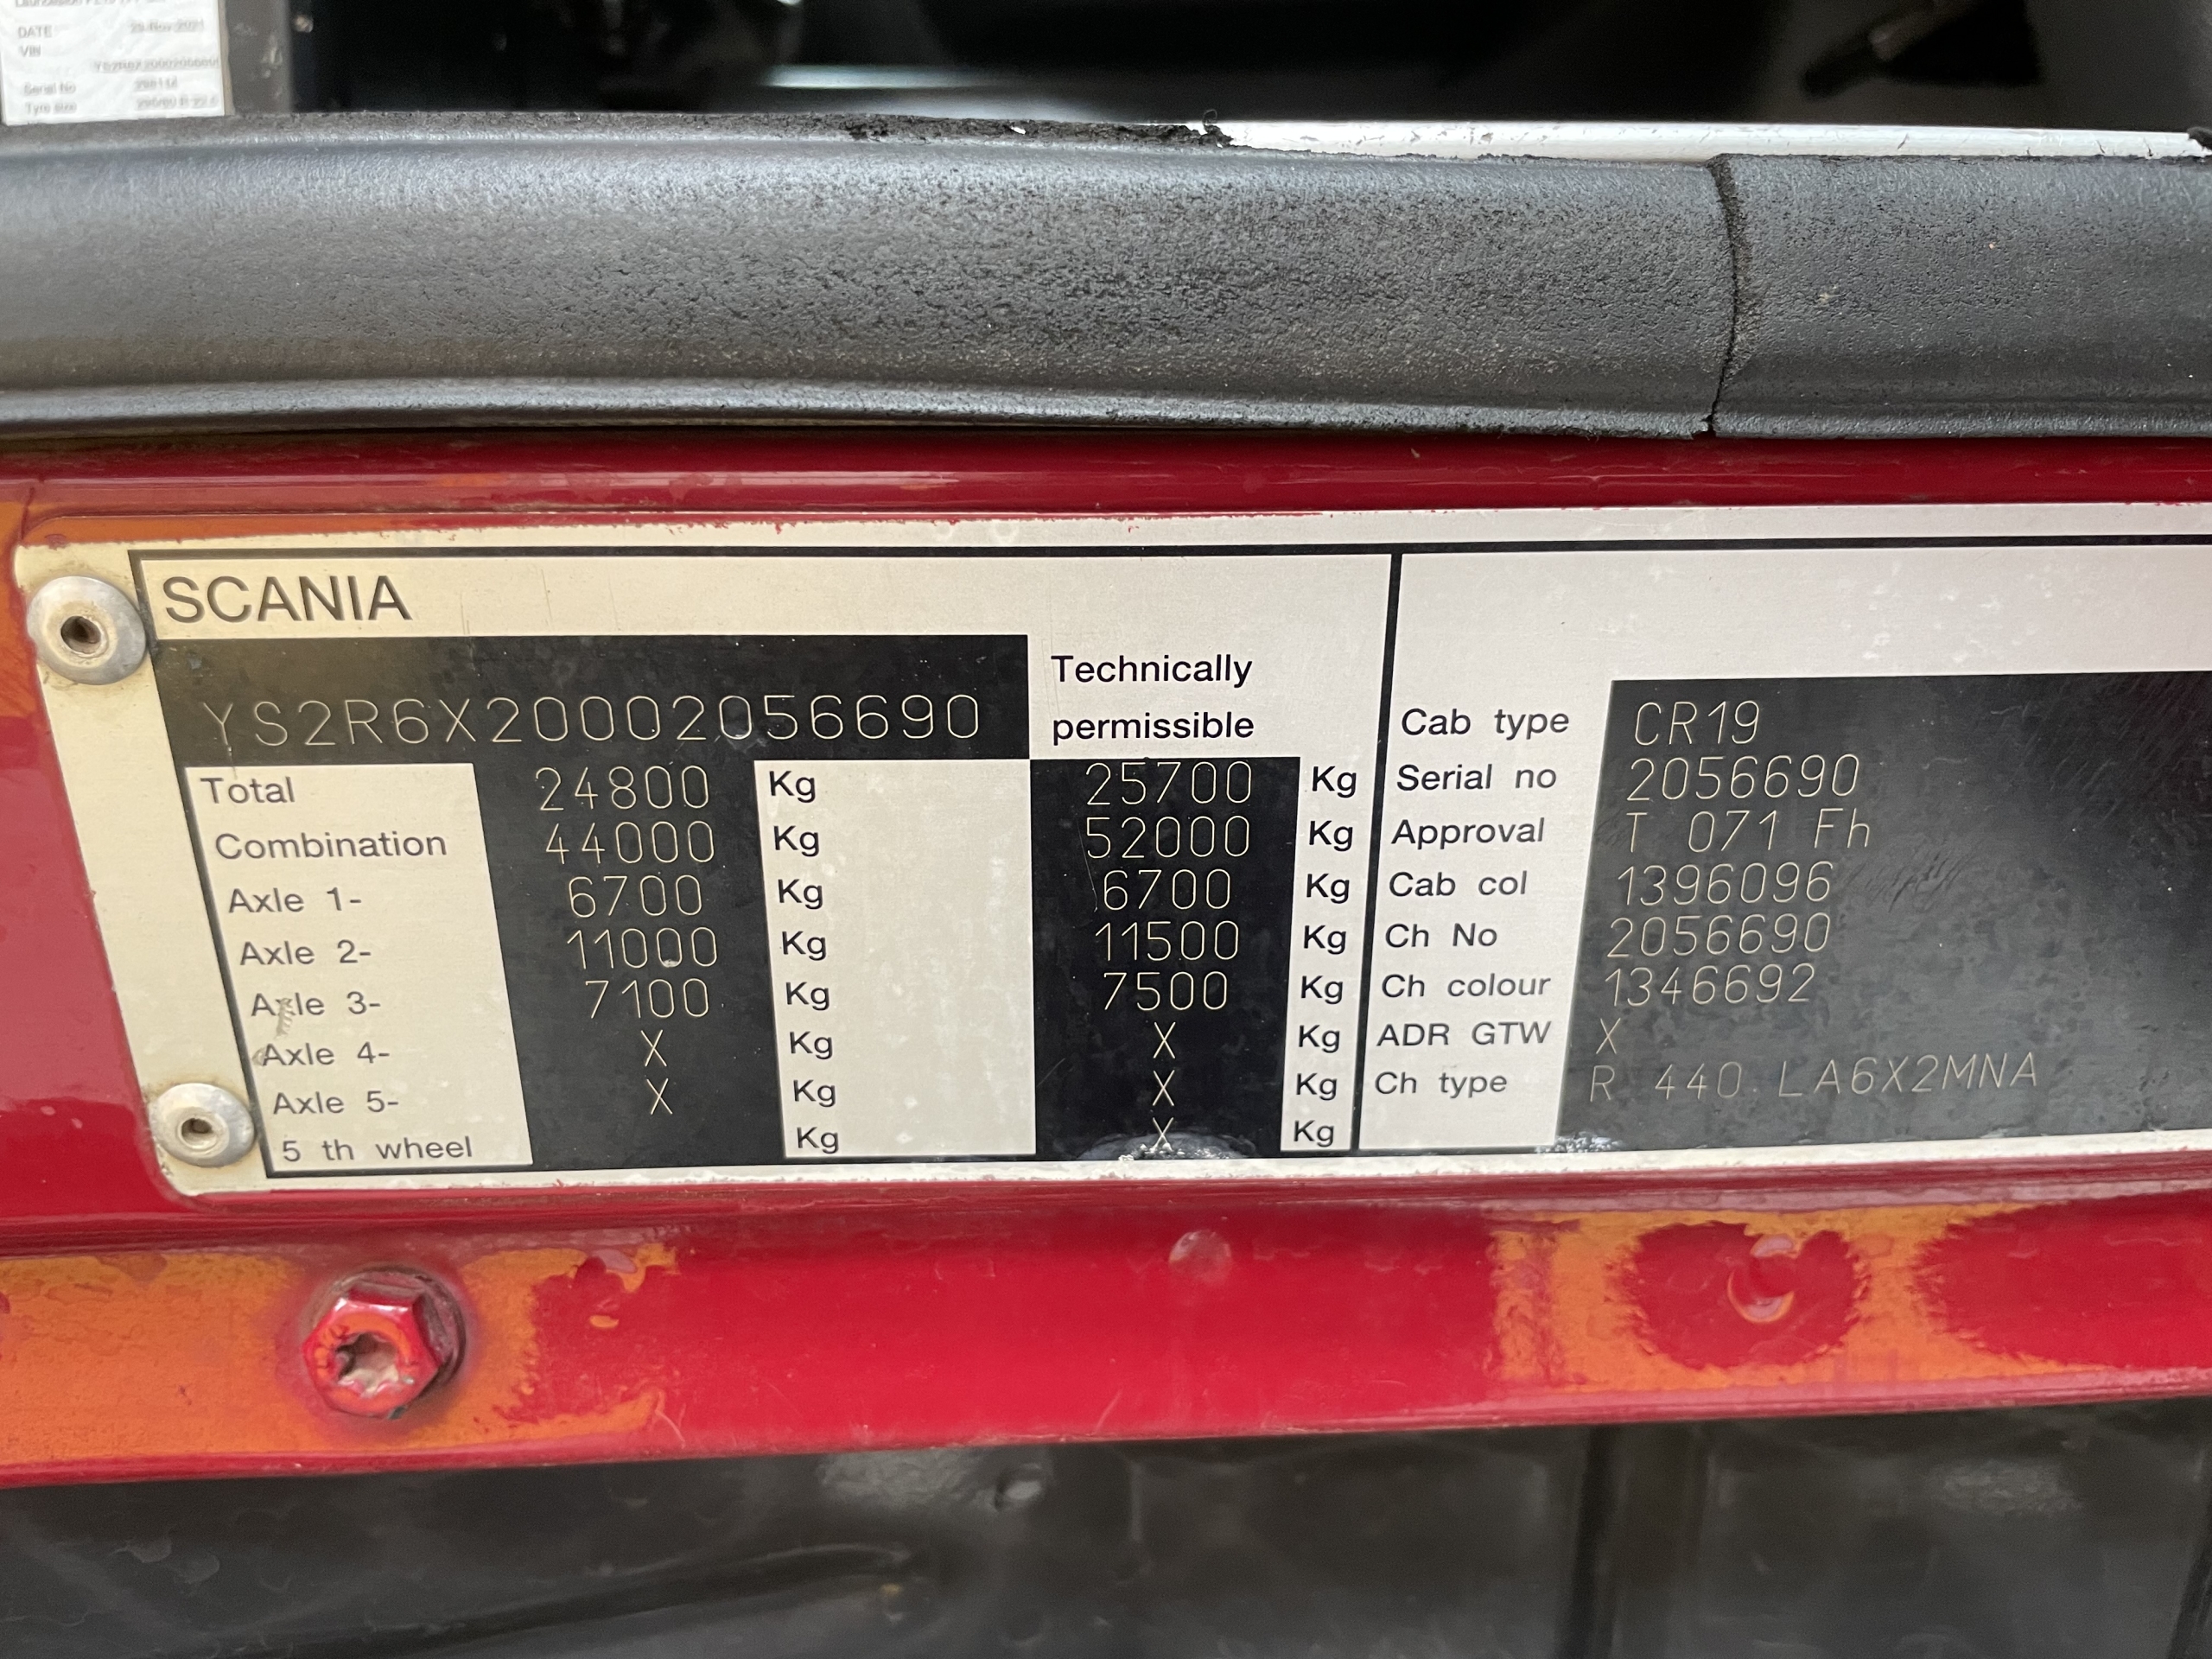 DATE 29-Nov-2021
VIN
Serial No
Tyre size
SCANIA
YS2R6X20002056690
Technically
permissible
Total 24800 Kg 25700 Kg
Combination 44000 Kg 52000 Kg
Axle 1- 6700 Kg 6700 Kg
Axle 2- 11000 Kg 11500 Kg
Axle 3- 7100 Kg 7500 Kg
Axle 4- X Kg X Kg
Axle 5- X Kg X Kg
5 th wheel Kg X Kg
Cab type CR19
Serial no 2056690
Approval T 071 Fh
Cab col 1396096
Ch No 2056690
Ch colour 1346692
ADR GTW X
Ch type R 440 LA6X2MNA